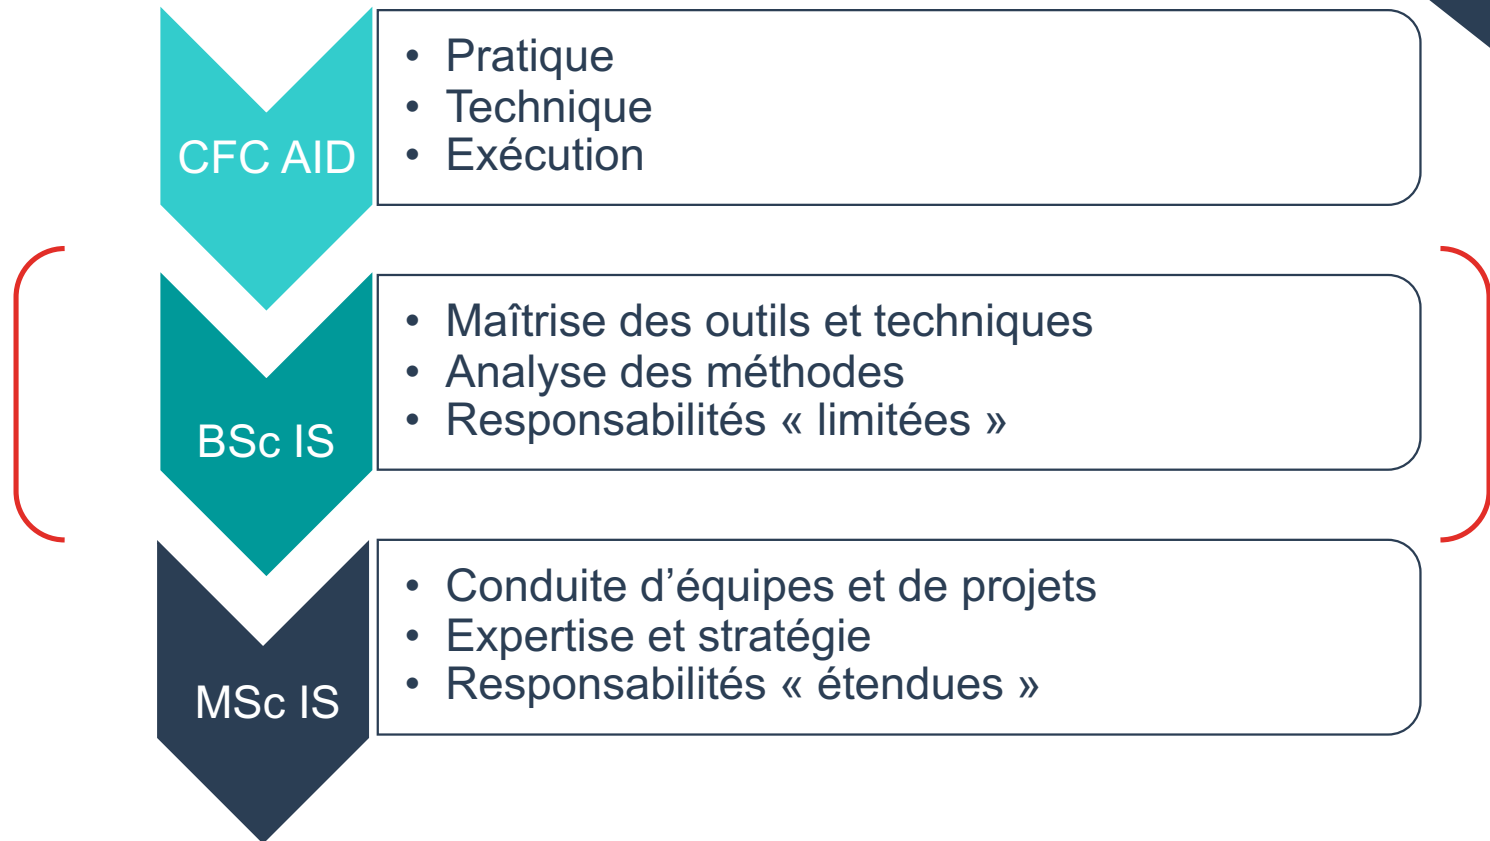 CFC AID
• Pratique
• Technique
• Exécution
BSc IS
• Maîtrise des outils et techniques
• Analyse des méthodes
• Responsabilités « limitées »
MSc IS
• Conduite d’équipes et de projets
• Expertise et stratégie
• Responsabilités « étendues »